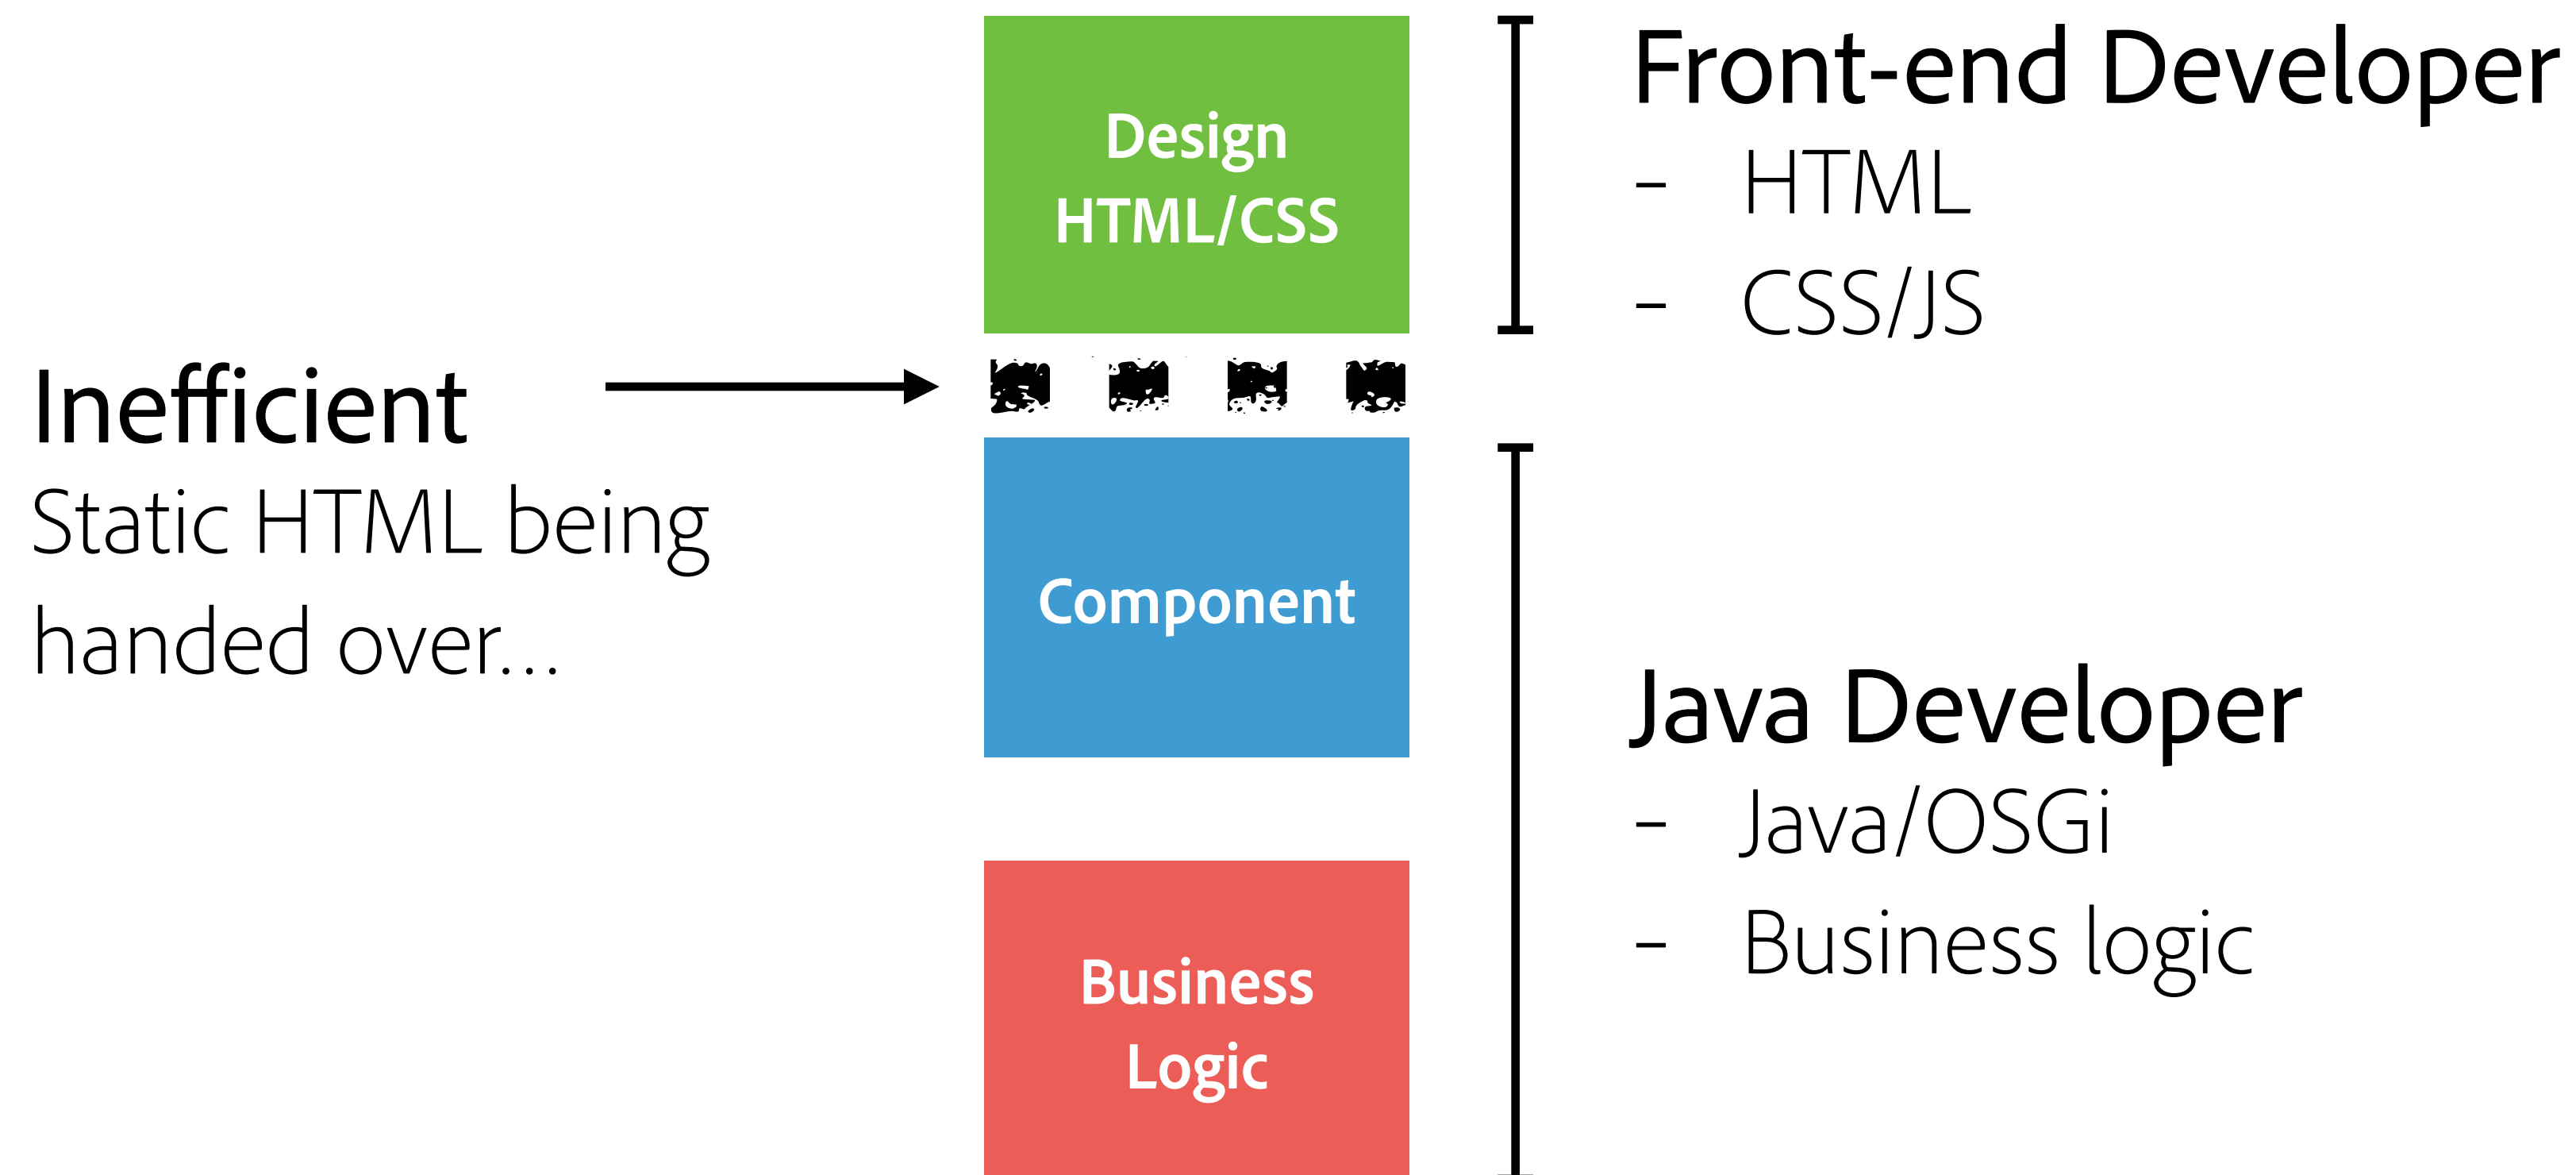 Inefficient
Static HTML being
handed over...
Design
HTML/CSS
Component
Business
Logic
Front-end Developer
- HTML
- CSS/JS
Java Developer
- Java/OSGi
- Business logic